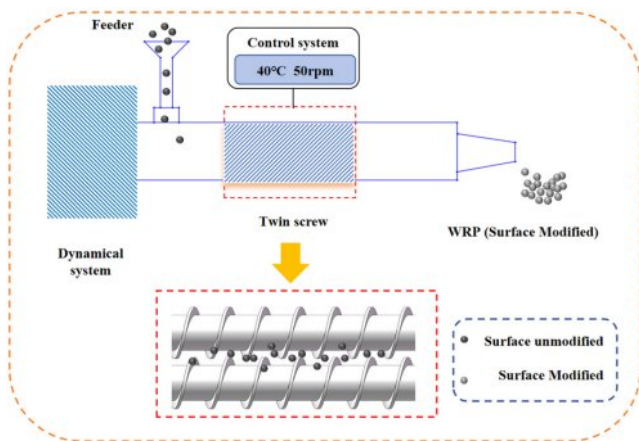 Feeder
Control system
40℃ 50rpm
Twin screw
WRP (Surface Modified)
Dynamical
system
Surface unmodified
Surface Modified